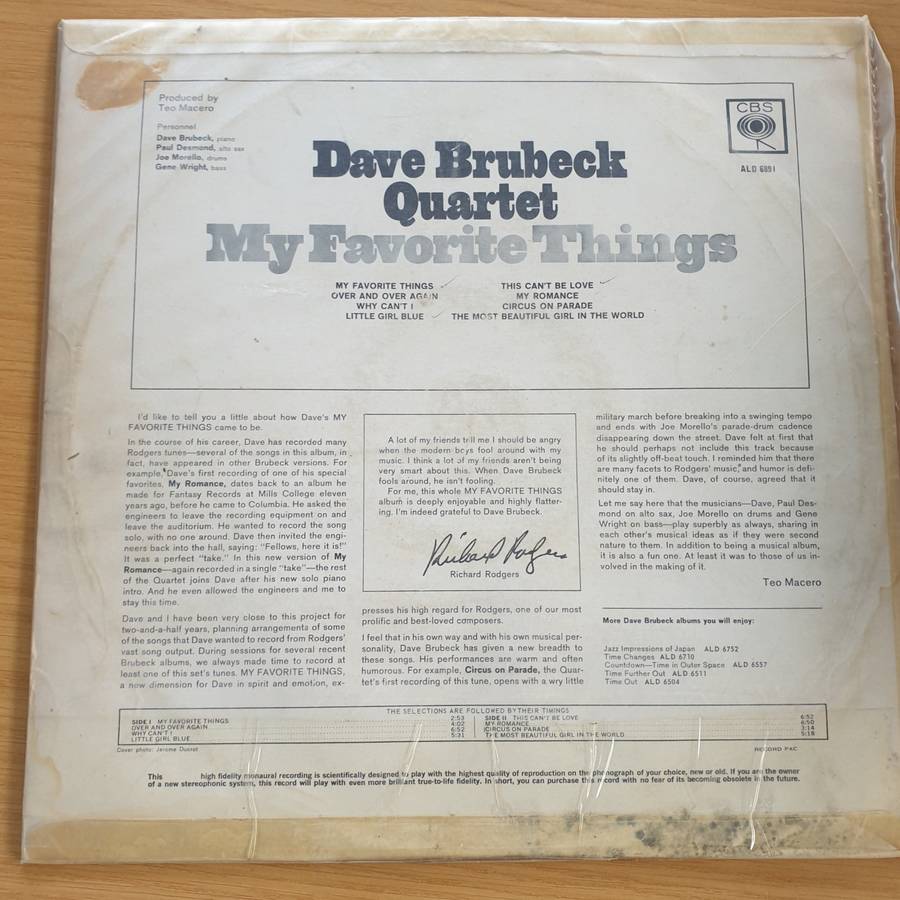 Produced by
Teo Macero
Personnel
Dave Brubeck, piano
Paul Desmond, alto sax
Joe Morello, drums
Gene Wright, bass
CBS
ALD 6891
Dave Brubeck
Quartet
My Favorite Things
MY FAVORITE THINGS
OVER AND OVER AGAIN
WHY CAN'T I
LITTLE GIRL BLUE
THIS CAN'T BE LOVE
MY ROMANCE
CIRCUS ON PARADE
THE MOST BEAUTIFUL GIRL IN THE WORLD
I'd like to tell you a little about how Dave's MY
FAVORITE THINGS came to be.
In the course of his career, Dave has recorded many
Rodgers tunes—several of the songs in this album, in
fact, have appeared in other Brubeck versions. For
example, Dave's first recording of one of his special
favorites, My Romance, dates back to an album he
made for Fantasy Records at Mills College eleven
years ago, before he came to Columbia. He asked the
engineers to leave the recording equipment on and
leave the auditorium. He wanted to record the song
solo, with no one around. Dave then invited the engi-
neers back into the hall, saying: "Fellows, here it is!"
It was a perfect "take." In this new version of My
Romance—again recorded in a single "take"—the rest
of the Quartet joins Dave after his new solo piano
intro. And he even allowed the engineers and me to
stay this time.
Dave and I have been very close to this project for
two-and-a-half years, planning arrangements of some
of the songs that Dave wanted to record from Rodgers'
vast song output. During sessions for several recent
Brubeck albums, we always made time to record at
least one of this set's tunes. MY FAVORITE THINGS,
a new dimension for Dave in spirit and emotion, ex-
A lot of my friends tell me I should be angry
when the modern boys fool around with my
music. I think a lot of my friends aren't being
very smart about this. When Dave Brubeck
fools around, he isn't fooling.
For me, this whole MY FAVORITE THINGS
album is deeply enjoyable and highly flatter-
ing. I'm indeed grateful to Dave Brubeck.
Richard Rodgers
Richard Rodgers
presses his high regard for Rodgers, one of our most
prolific and best-loved composers.
I feel that in his own way and with his own musical per-
sonality, Dave Brubeck has given a new breadth to
these songs. His performances are warm and often
humorous. For example, Circus on Parade, the Quar-
tet's first recording of this tune, opens with a wry little
military march before breaking into a swinging tempo
and ends with Joe Morello's parade-drum cadence
disappearing down the street. Dave felt at first that
he should perhaps not include this track because
of its slightly off-beat touch. I reminded him that there
are many facets to Rodgers' music, and humor is defi-
nitely one of them. Dave, of course, agreed that it
should stay in.
Let me say here that the musicians—Dave, Paul Des-
mond on alto sax, Joe Morello on drums and Gene
Wright on bass—play superbly as always, sharing in
each other's musical ideas as if they were second
nature to them. In addition to being a musical album,
it is also a fun one. At least it was to those of us in-
volved in the making of it.
Teo Macero
More Dave Brubeck albums you will enjoy:
Jazz Impressions of Japan ALD 6752
Time Changes ALD 6710
Countdown—Time in Outer Space ALD 6557
Time Further Out ALD 6511
Time Out ALD 6504
THE SELECTIONS ARE FOLLOWED BY THEIR TIMINGS
SIDE I MY FAVORITE THINGS 2:53
OVER AND OVER AGAIN 4:02
WHY CAN'T I 6:52
LITTLE GIRL BLUE 5:31
SIDE II THIS CAN'T BE LOVE 6:52
MY ROMANCE 6:50
CIRCUS ON PARADE 3:14
THE MOST BEAUTIFUL GIRL IN THE WORLD 5:18
Cover photo: Jerome Ducrot
RECORD PAC
This high fidelity monaural recording is scientifically designed to play with the highest quality of reproduction on the phonograph of your choice, new or old. If you are the owner
of a new stereophonic system, this record will play with even more brilliant true-to-life fidelity. In short, you can purchase this record with no fear of its becoming obsolete in the future.